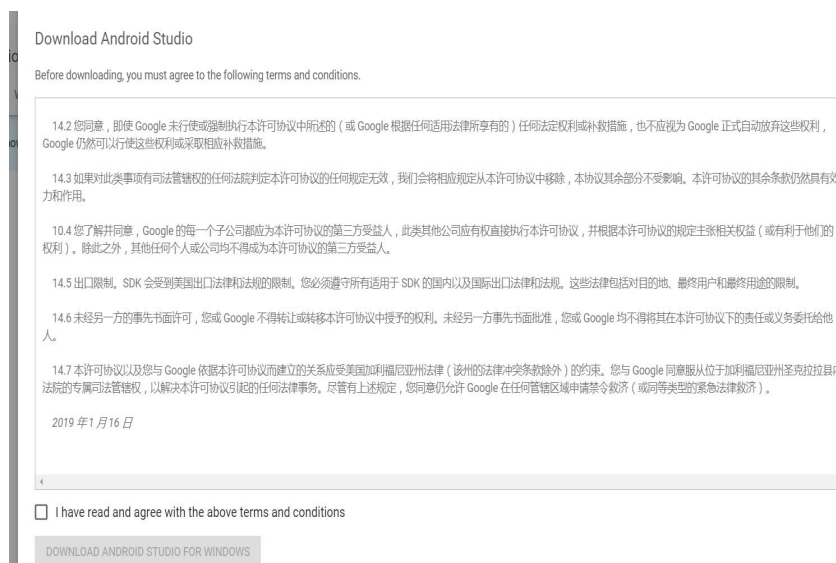 Download Android Studio
Before downloading, you must agree to the following terms and conditions.
14.2 您同意，即使 Google 未行使或强制执行本许可协议中所述的（或 Google 根据任何适用法律所享有的）任何法定权利或补救措施，也不应视为 Google 正式自动放弃这些权利，
Google 仍然可以行使这些权利或采取相应补救措施。
14.3 如果对此类事项有司法管辖权的任何法院判定本许可协议的任何规定无效，我们会将相应规定从本许可协议中移除，本协议其余部分不受影响。本许可协议的其余条款仍然具有效
力和作用。
10.4 您了解并同意，Google 的每一个子公司都应为本许可协议的第三方受益人，此类其他公司应有权直接执行本许可协议，并根据本许可协议的规定主张相关权益（或有利于他们的
权利）。除此之外，其他任何个人或公司均不得成为本许可协议的第三方受益人。
14.5 出口限制。SDK 会受到美国出口法律和法规的限制。您必须遵守所有适用于 SDK 的国内以及国际出口法律和法规。这些法律包括对目的地、最终用户和最终用途的限制。
14.6 未经另一方的事先书面许可，您或 Google 不得转让或转移本许可协议中授予的权利。未经另一方事先书面批准，您或 Google 均不得将其在本许可协议下的责任或义务委托给他
人。
14.7 本许可协议以及您与 Google 依据本许可协议而建立的关系应受美国加利福尼亚州法律（该州的法律冲突条款除外）的约束。您与 Google 同意服从位于加利福尼亚州圣克拉拉县内
法院的专属司法管辖权，以解决本许可协议引起的任何法律事务。尽管有上述规定，您同意仍允许 Google 在任何管辖区域申请禁令救济（或同等类型的紧急法律救济）。
2019 年 1 月 16 日
I have read and agree with the above terms and conditions
DOWNLOAD ANDROID STUDIO FOR WINDOWS